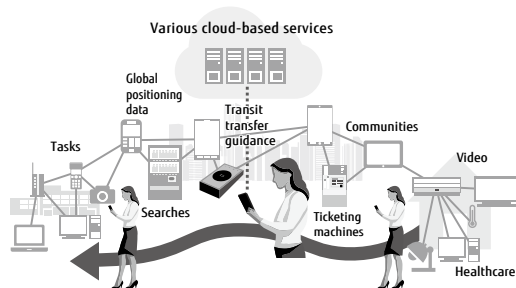 Various cloud-based services
Global
positioning
data
Transit
transfer
guidance
Communities
Tasks
Video
Searches
Ticketing
machines
Healthcare